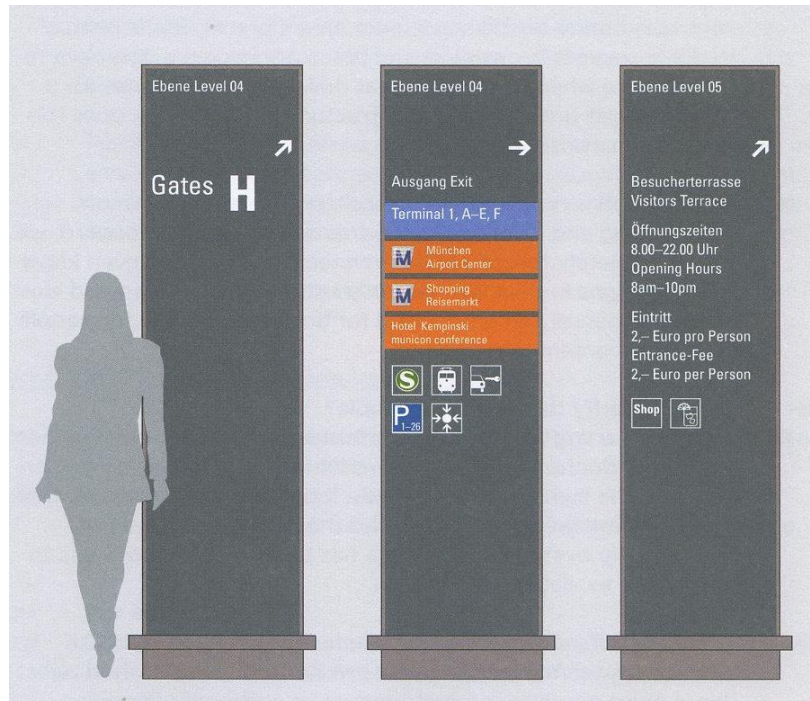 Ebene Level 04
Gates H
Ebene Level 04
Ausgang Exit
Terminal 1, A–E, F
M München
Airport Center
M Shopping
Reisemarkt
Hotel Kempinski
municon conference
S
P 1–26
Ebene Level 05
Besucherterrasse
Visitors Terrace
Öffnungszeiten
8.00–22.00 Uhr
Opening Hours
8am–10pm
Eintritt
2,– Euro pro Person
Entrance-Fee
2,– Euro per Person
Shop